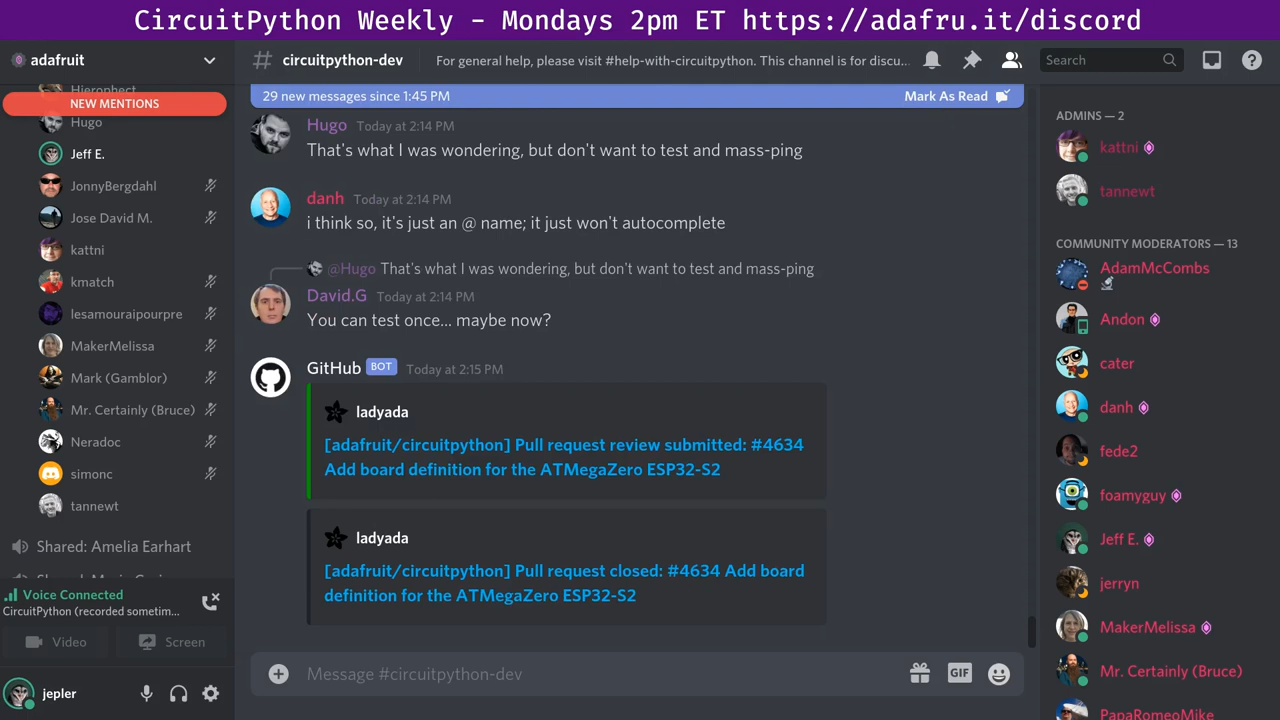 CircuitPython Weekly - Mondays 2pm ET https://adafru.it/discord
adafruit
Hierophect
NEW MENTIONS
Hugo
Jeff E.
JonnyBergdahl
Jose David M.
kattni
kmatch
lesamouraipourpre
MakerMelissa
Mark (Gamblor)
Mr. Certainly (Bruce)
Neradoc
simonc
tannewt
Shared: Amelia Earhart
Voice Connected
CircuitPython (recorded sometim...
Video
Screen
jepler
# circuitpython-dev
For general help, please visit #help-with-circuitpython. This channel is for discu...
Search
29 new messages since 1:45 PM
Mark As Read
Hugo Today at 2:14 PM
That's what I was wondering, but don't want to test and mass-ping
danh Today at 2:14 PM
i think so, it's just an @ name; it just won't autocomplete
@Hugo That's what I was wondering, but don't want to test and mass-ping
David.G Today at 2:14 PM
You can test once... maybe now?
GitHub BOT Today at 2:15 PM
ladyada
[adafruit/circuitpython] Pull request review submitted: #4634
Add board definition for the ATMegaZero ESP32-S2
ladyada
[adafruit/circuitpython] Pull request closed: #4634 Add board
definition for the ATMegaZero ESP32-S2
Message #circuitpython-dev
GIF
ADMINS — 2
kattni
tannewt
COMMUNITY MODERATORS — 13
AdamMcCombs
Andon
cater
danh
fede2
foamyguy
Jeff E.
jerryn
MakerMelissa
Mr. Certainly (Bruce)
PapaRomeoMike